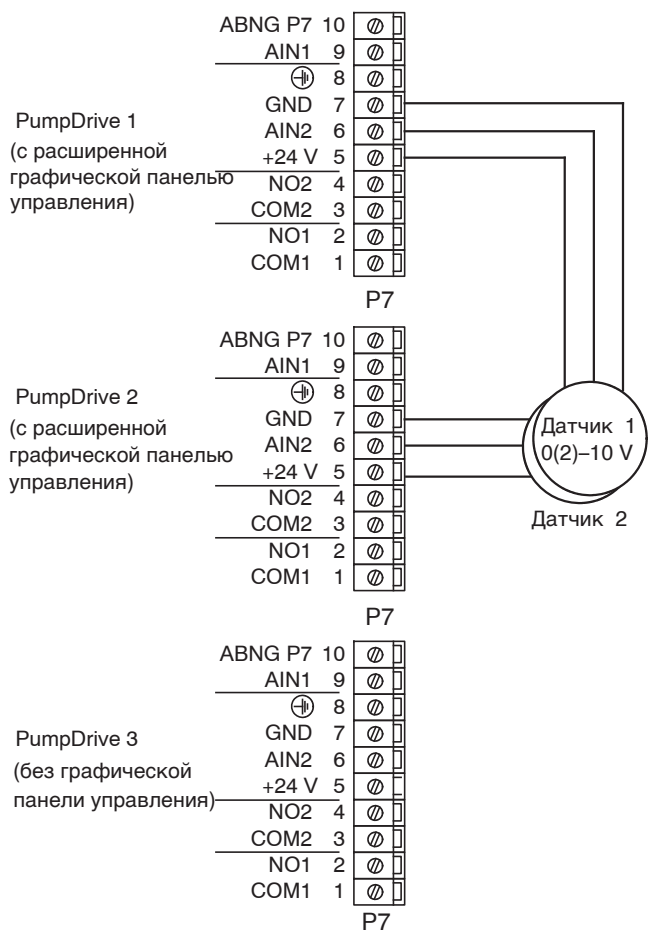 ABNG P7 10
AIN1 9
8
GND 7
PumpDrive 1
AIN2 6
(с расширенной
+24 V 5
графической панелью
NO2 4
управления)
COM2 3
NO1 2
COM1 1
P7
ABNG P7 10
AIN1 9
PumpDrive 2
8
(с расширенной
GND 7
Датчик 1
графической панелью
AIN2 6
0(2)–10 V
управления)
+24 V 5
NO2 4
Датчик 2
COM2 3
NO1 2
COM1 1
P7
ABNG P7 10
AIN1 9
8
PumpDrive 3
GND 7
(без графической
AIN2 6
панели управления)
+24 V 5
NO2 4
COM2 3
NO1 2
COM1 1
P7